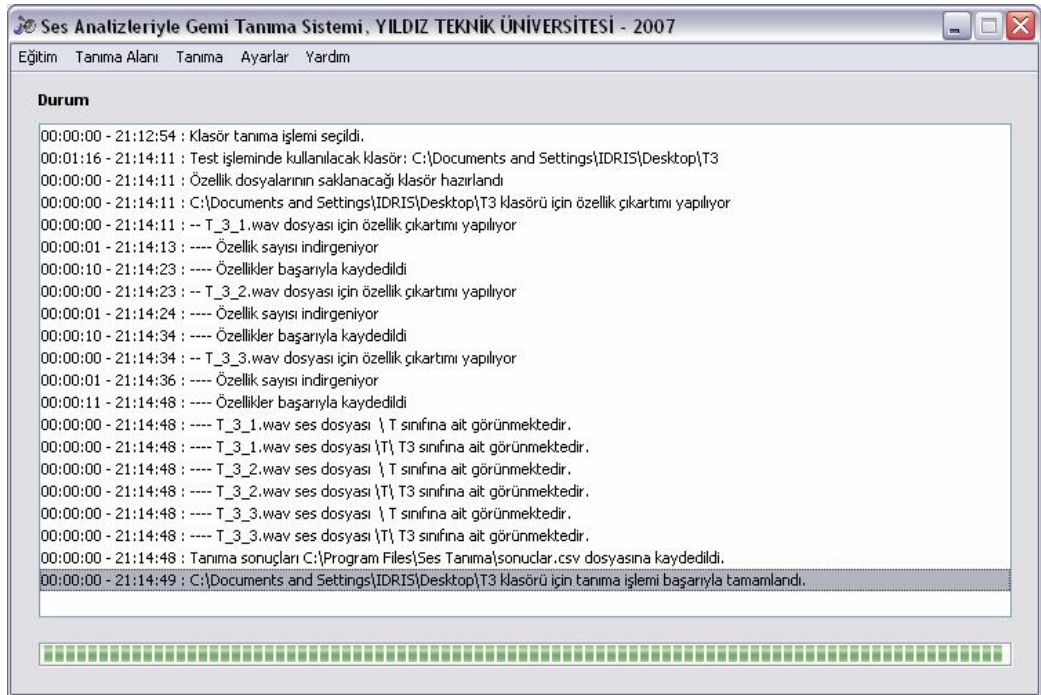 Ses Analizleriyle Gemi Tanıma Sistemi, YILDIZ TEKNİK ÜNİVERSİTESİ - 2007
Eğitim Tanıma Alanı Tanıma Ayarlar Yardım
Durum
00:00:00 - 21:12:54 : Klasör tanıma işlemi seçildi.
00:01:16 - 21:14:11 : Test işleminde kullanılacak klasör: C:\Documents and Settings\IDRIS\Desktop\T3
00:00:00 - 21:14:11 : Özellik dosyalarının saklanacağı klasör hazırlandı
00:00:00 - 21:14:11 : C:\Documents and Settings\IDRIS\Desktop\T3 klasörü için özellik çıkartımı yapılıyor
00:00:00 - 21:14:11 : -- T_3_1.wav dosyası için özellik çıkartımı yapılıyor
00:00:01 - 21:14:13 : ---- Özellik sayısı indirgeniyor
00:00:10 - 21:14:23 : ---- Özellikler başarıyla kaydedildi
00:00:00 - 21:14:23 : -- T_3_2.wav dosyası için özellik çıkartımı yapılıyor
00:00:01 - 21:14:24 : ---- Özellik sayısı indirgeniyor
00:00:10 - 21:14:34 : ---- Özellikler başarıyla kaydedildi
00:00:00 - 21:14:34 : -- T_3_3.wav dosyası için özellik çıkartımı yapılıyor
00:00:01 - 21:14:36 : ---- Özellik sayısı indirgeniyor
00:00:11 - 21:14:48 : ---- Özellikler başarıyla kaydedildi
00:00:00 - 21:14:48 : ---- T_3_1.wav ses dosyası \ T sınıfına ait görünmektedir.
00:00:00 - 21:14:48 : ---- T_3_1.wav ses dosyası \T\ T3 sınıfına ait görünmektedir.
00:00:00 - 21:14:48 : ---- T_3_2.wav ses dosyası \ T sınıfına ait görünmektedir.
00:00:00 - 21:14:48 : ---- T_3_2.wav ses dosyası \T\ T3 sınıfına ait görünmektedir.
00:00:00 - 21:14:48 : ---- T_3_3.wav ses dosyası \ T sınıfına ait görünmektedir.
00:00:00 - 21:14:48 : ---- T_3_3.wav ses dosyası \T\ T3 sınıfına ait görünmektedir.
00:00:00 - 21:14:48 : Tanıma sonuçları C:\Program Files\Ses Tanıma\sonuclar.csv dosyasına kaydedildi.
00:00:00 - 21:14:49 : C:\Documents and Settings\IDRIS\Desktop\T3 klasörü için tanıma işlemi başarıyla tamamlandı.